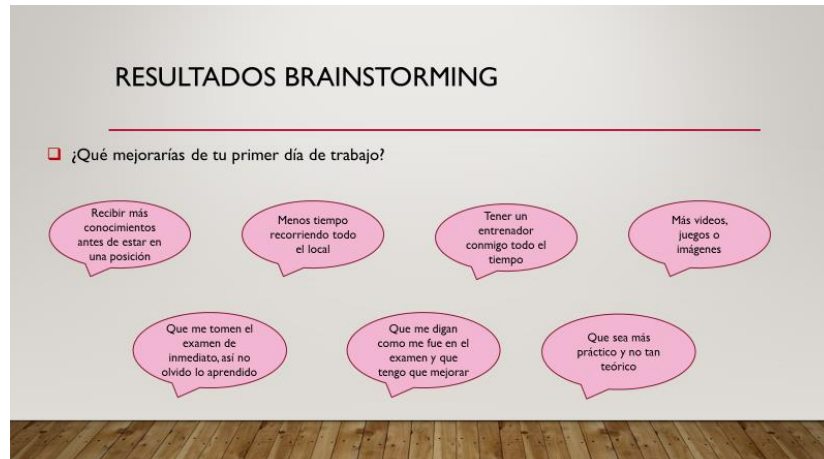 RESULTADOS BRAINSTORMING
¿Qué mejorarías de tu primer día de trabajo?
Recibir más
conocimientos
antes de estar en
una posición
Menos tiempo
recorriendo todo
el local
Tener un
entrenador
conmigo todo el
tiempo
Más videos,
juegos o
imágenes
Que me tomen el
examen de
inmediato, así no
olvido lo aprendido
Que me digan
como me fue en el
examen y que
tengo que mejorar
Que sea más
práctico y no tan
teórico